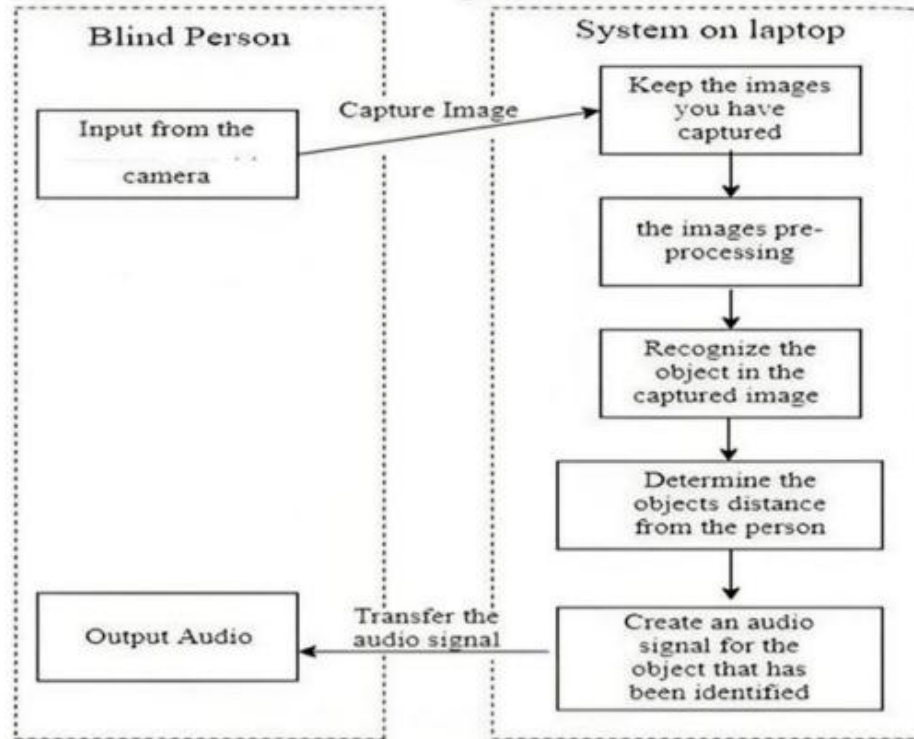 Blind Person
Input from the
camera
Capture Image
System on laptop
Keep the images
you have
captured
the images pre-
processing
Recognize the
object in the
captured image
Determine the
objects distance
from the person
Create an audio
signal for the
object that has
been identified
Transfer the
audio signal
Output Audio